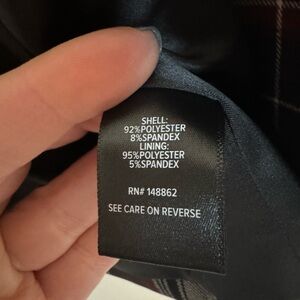 SHELL:
92%POLYESTER
8%SPANDEX
LINING:
95%POLYESTER
5%SPANDEX
RN# 148862
SEE CARE ON REVERSE